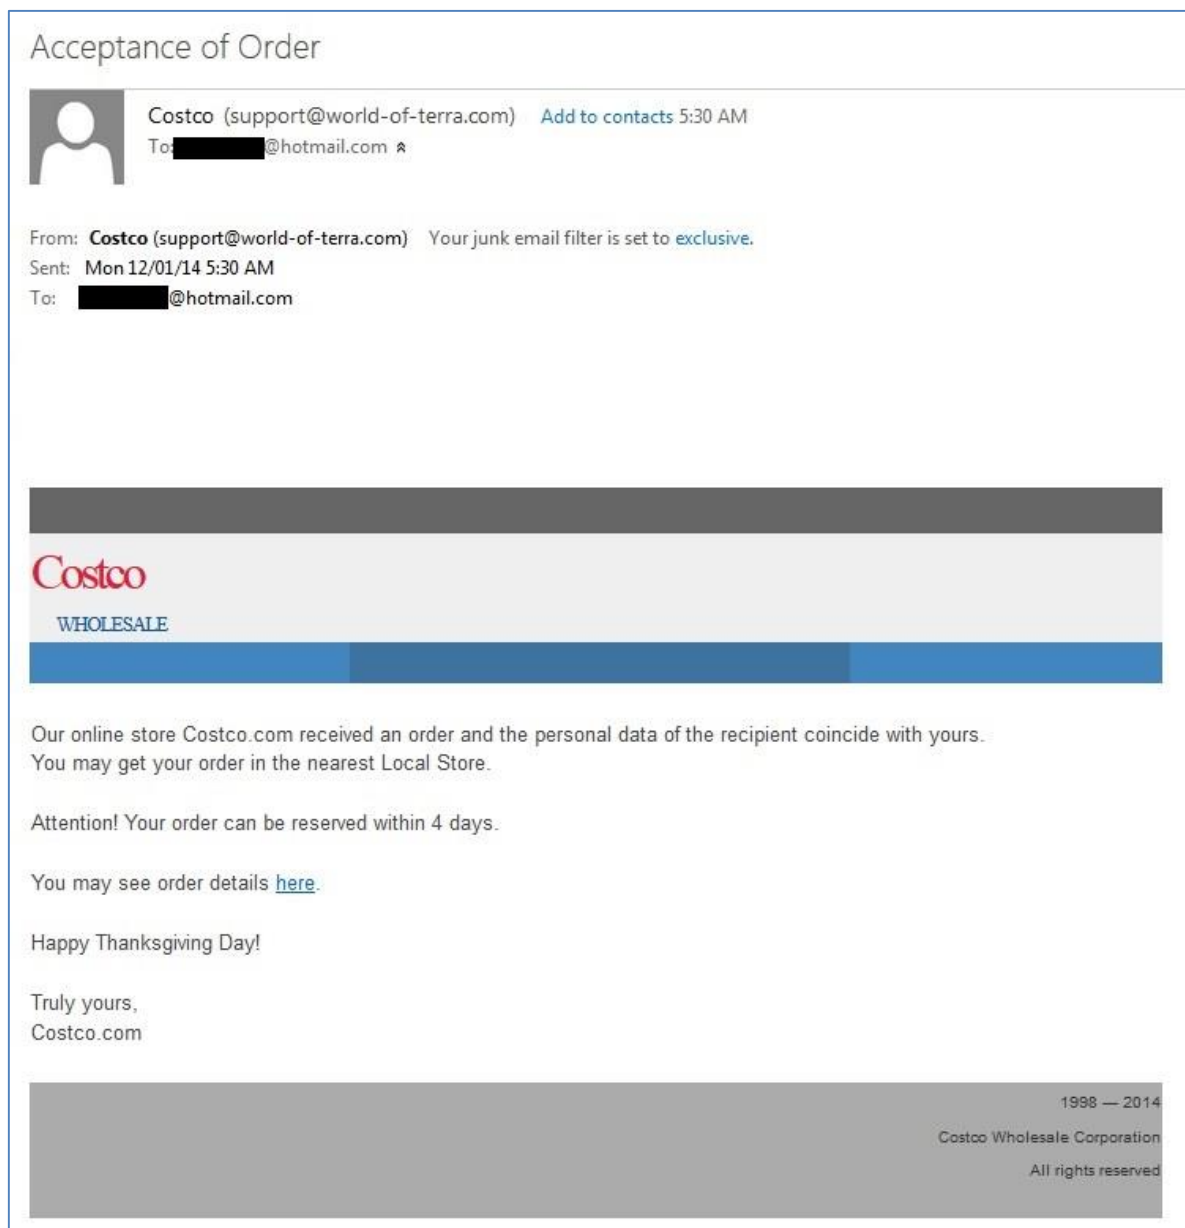 Acceptance of Order
Costco (support@world-of-terra.com) Add to contacts 5:30 AM
To: @hotmail.com
From: Costco (support@world-of-terra.com) Your junk email filter is set to exclusive.
Sent: Mon 12/01/14 5:30 AM
To: @hotmail.com
Costco
WHOLESALE
Our online store Costco.com received an order and the personal data of the recipient coincide with yours.
You may get your order in the nearest Local Store.
Attention! Your order can be reserved within 4 days.
You may see order details here.
Happy Thanksgiving Day!
Truly yours,
Costco.com
1998 — 2014
Costco Wholesale Corporation
All rights reserved